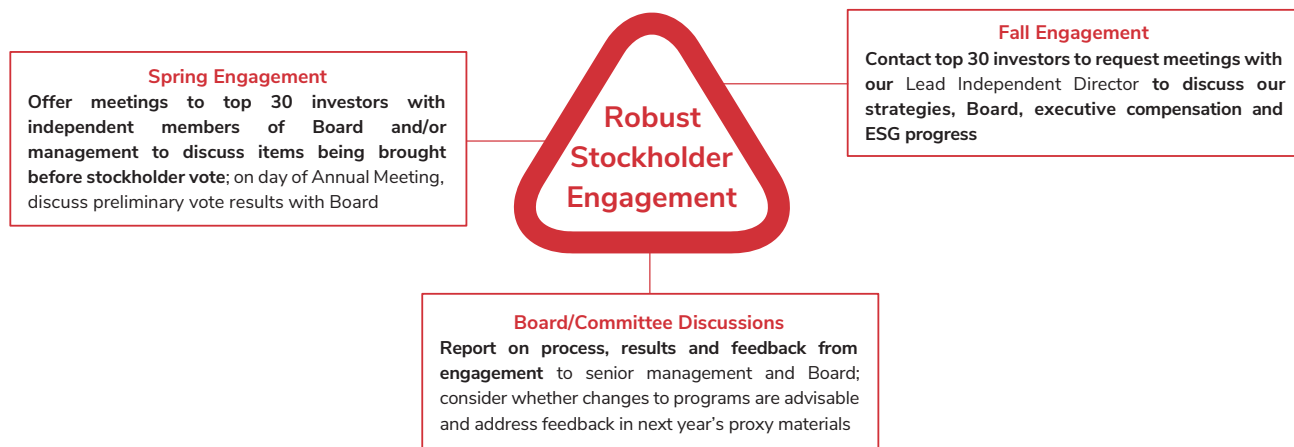 Spring Engagement
Offer meetings to top 30 investors with
independent members of Board and/or
management to discuss items being brought
before stockholder vote; on day of Annual Meeting,
discuss preliminary vote results with Board
Robust
Stockholder
Engagement
Fall Engagement
Contact top 30 investors to request meetings with
our Lead Independent Director to discuss our
strategies, Board, executive compensation and
ESG progress
Board/Committee Discussions
Report on process, results and feedback from
engagement to senior management and Board;
consider whether changes to programs are advisable
and address feedback in next year's proxy materials